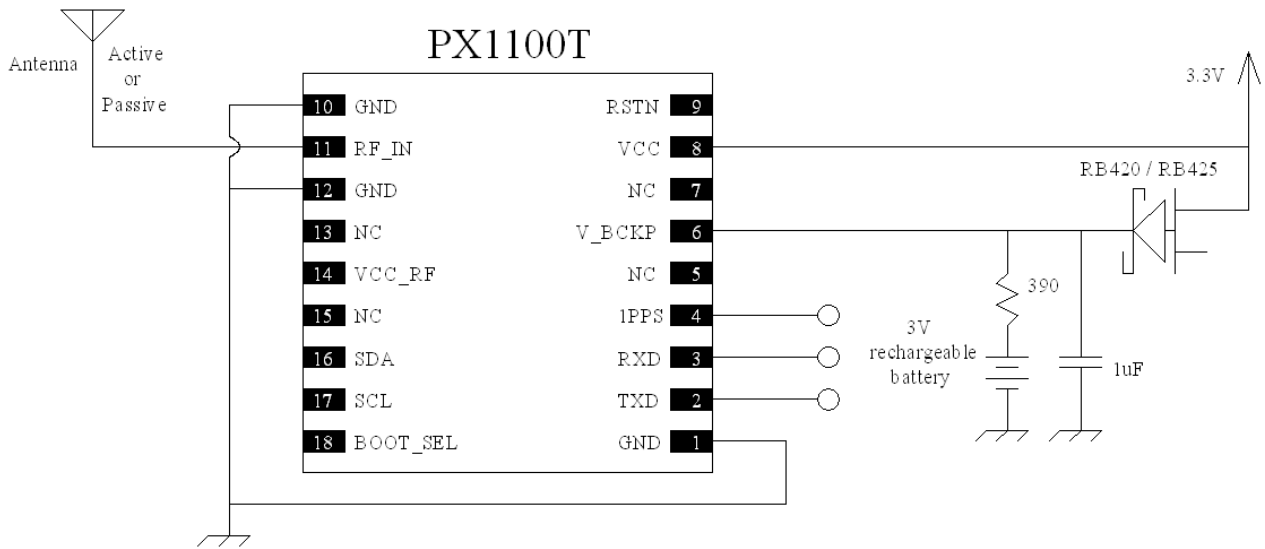 PX1100T
Antenna
Active
or
Passive
3.3V
10 GND
RSTN 9
11 RF_IN
VCC 8
12 GND
NC 7
RB420 / RB425
13 NC
V_BCKP 6
14 VCC_RF
NC 5
390
15 NC
1PPS 4
3V
rechargeable
battery
16 SDA
RXD 3
1uF
17 SCL
TXD 2
18 BOOT_SEL
GND 1